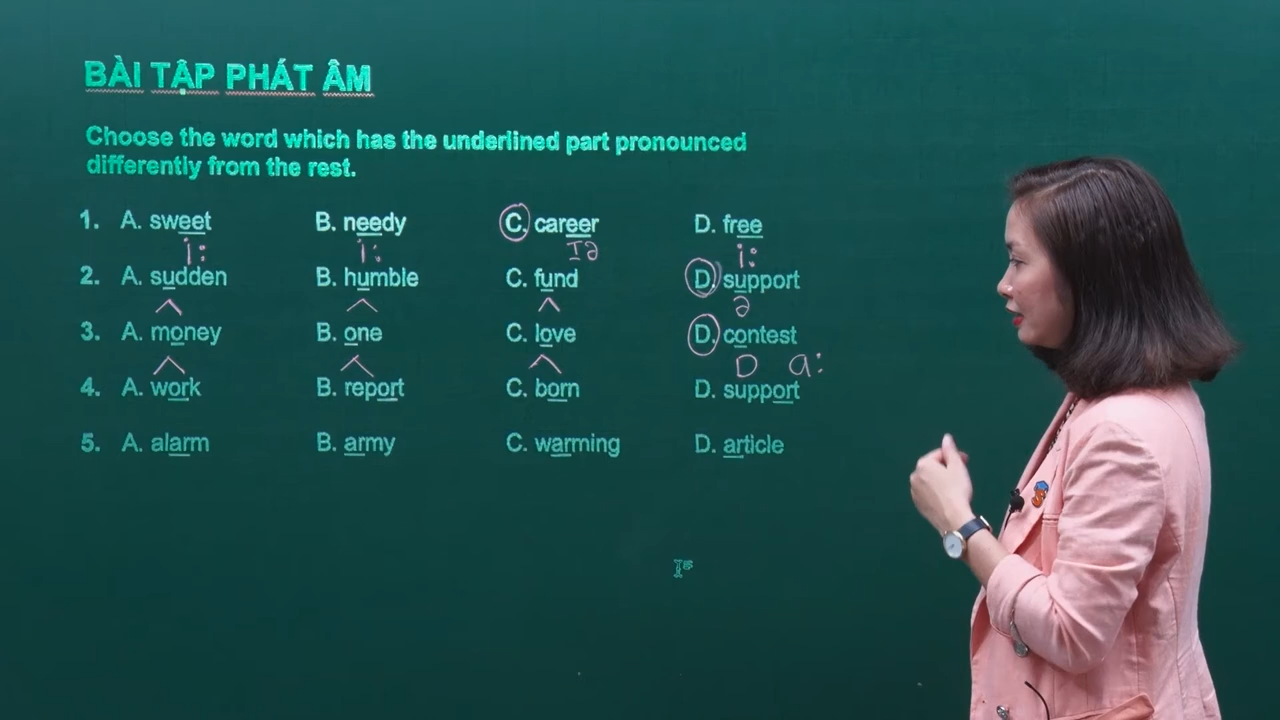 BÀI TẬP PHÁT ÂM
Choose the word which has the underlined part pronounced
differently from the rest.
1. A. sweet B. needy C. career D. free
i: i: ɪə i:
2. A. sudden B. humble C. fund D. support
ʌ ʌ ʌ ə
3. A. money B. one C. love D. contest
ʌ ʌ ʌ ɒ ɑ:
4. A. work B. report C. born D. support
5. A. alarm B. army C. warming D. article